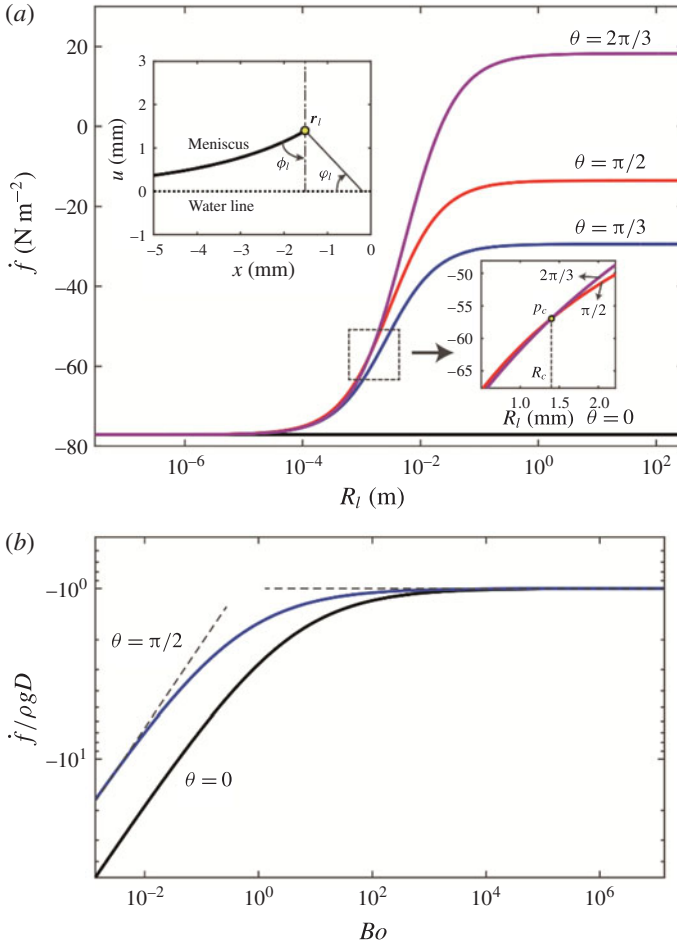 (a)
20
0
−20
−40
−60
−80
ḟ (N m⁻²)
θ = 2π/3
θ = π/2
θ = π/3
θ = 0
3
2
1
0
−1
u (mm)
Meniscus
r_l
ϕ_l
φ_l
Water line
−5 −4 −3 −2 −1 0
x (mm)
−50
−55
−60
−65
2π/3
p_c
π/2
R_c
1.0 1.5 2.0
R_l (mm)
10⁻⁶ 10⁻⁴ 10⁻² 10⁰ 10²
R_l (m)
(b)
−10⁰
−10¹
ḟ/ρgD
θ = π/2
θ = 0
10⁻² 10⁰ 10² 10⁴ 10⁶
Bo